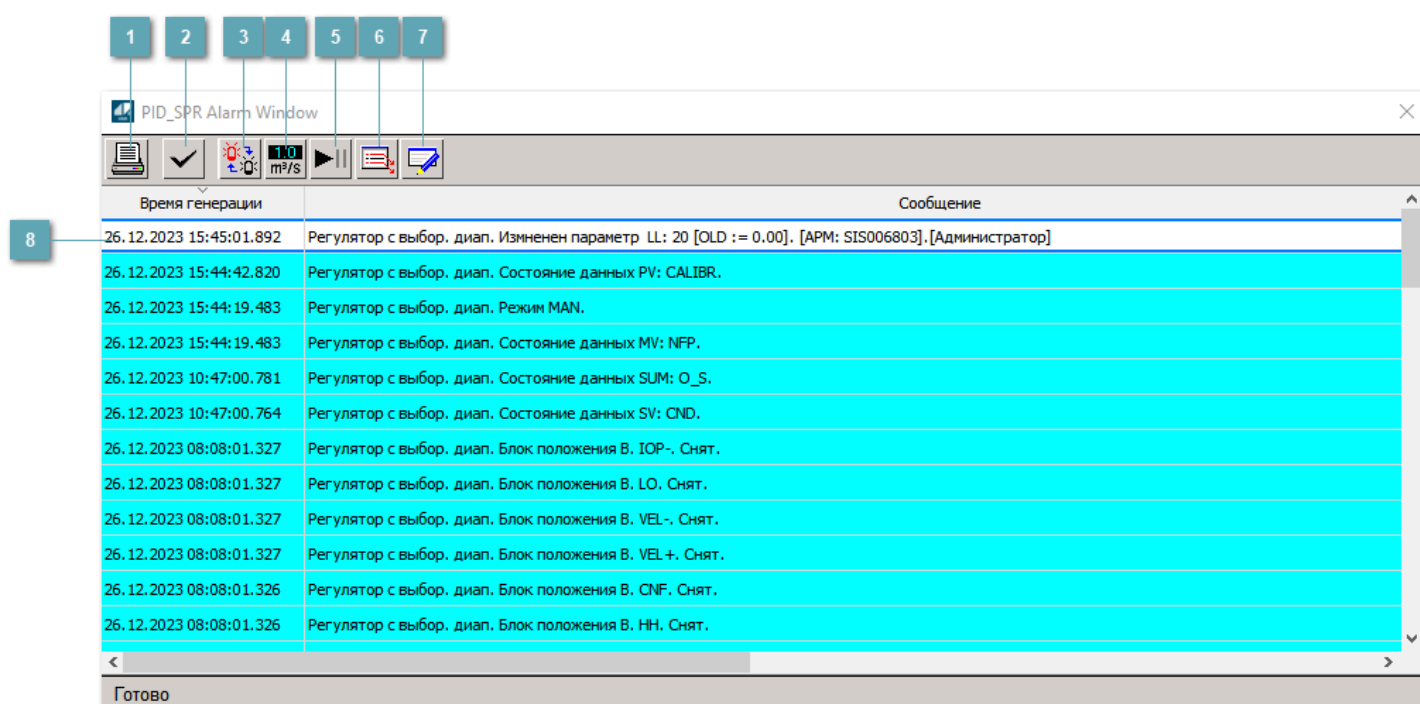 1 2 3 4 5 6 7
PID_SPR Alarm Window
1.0
m³/s
Время генерации Сообщение
8
26.12.2023 15:45:01.892 Регулятор с выбор. диап. Измненен параметр LL: 20 [OLD := 0.00]. [АРМ: SIS006803].[Администратор]
26.12.2023 15:44:42.820 Регулятор с выбор. диап. Состояние данных PV: CALIBR.
26.12.2023 15:44:19.483 Регулятор с выбор. диап. Режим MAN.
26.12.2023 15:44:19.483 Регулятор с выбор. диап. Состояние данных MV: NFP.
26.12.2023 10:47:00.781 Регулятор с выбор. диап. Состояние данных SUM: O_S.
26.12.2023 10:47:00.764 Регулятор с выбор. диап. Состояние данных SV: CND.
26.12.2023 08:08:01.327 Регулятор с выбор. диап. Блок положения B. IOP-. Снят.
26.12.2023 08:08:01.327 Регулятор с выбор. диап. Блок положения B. LO. Снят.
26.12.2023 08:08:01.327 Регулятор с выбор. диап. Блок положения B. VEL-. Снят.
26.12.2023 08:08:01.327 Регулятор с выбор. диап. Блок положения B. VEL+. Снят.
26.12.2023 08:08:01.326 Регулятор с выбор. диап. Блок положения B. CNF. Снят.
26.12.2023 08:08:01.326 Регулятор с выбор. диап. Блок положения B. HH. Снят.
Готово